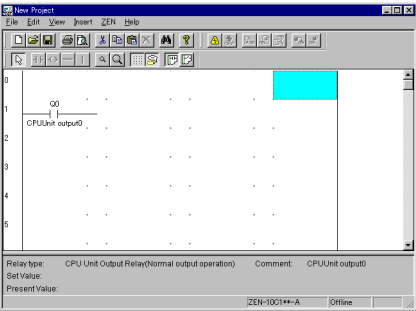 New Project
File Edit View Insert ZEN Help
0
1
Q0
CPUUnit output0
2
3
4
5
Relay type: CPU Unit Output Relay(Normal output operation) Comment: CPUUnit output0
Set Value:
Present Value:
ZEN-10C1**-A Offline